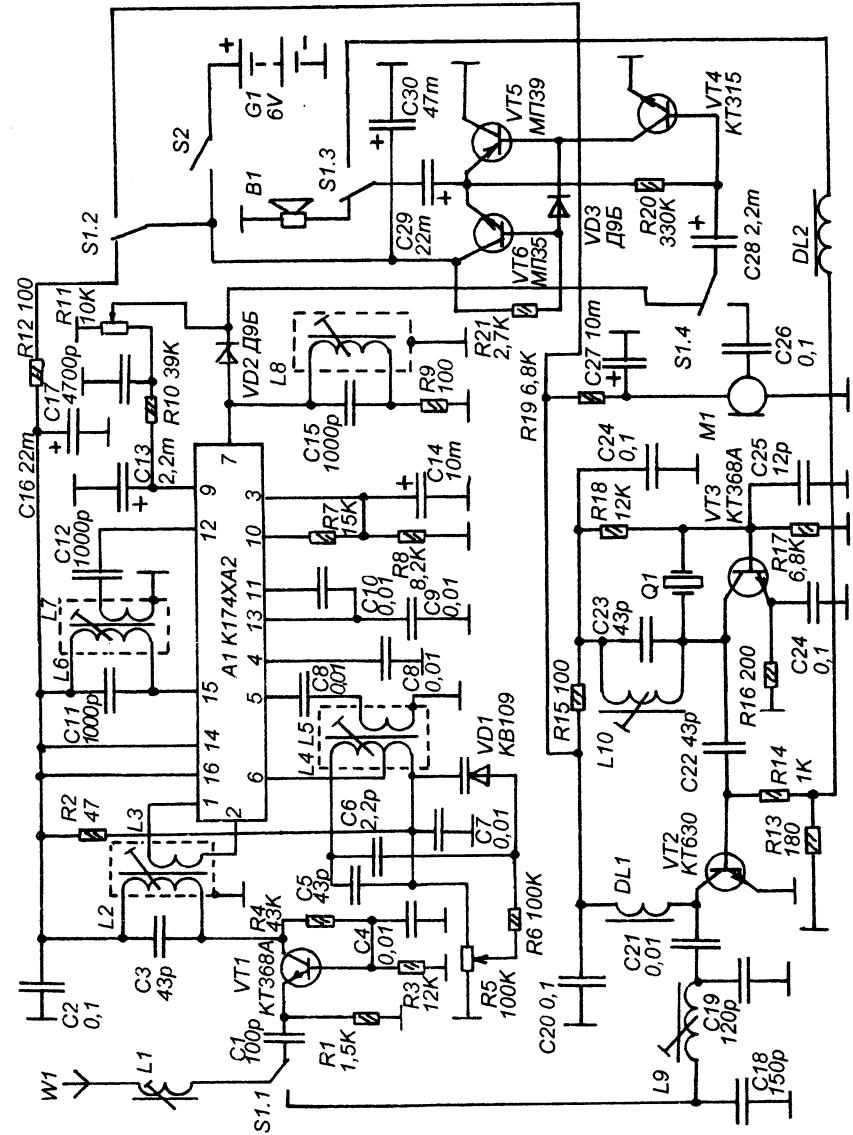 W1
L1
S1.1
C1
100p
R1
1,5K
C2
0,1
C3
43p
L2
L3
VT1
KT368A
R4
43K
C4
0,01
R3
12K
R2
47
C5
43p
C6
2,2p
C7
0,01
R5
100K
R6 100K
VD1
KB109
L4 L5
C8
0,01
C8
0,01
C9
0,01
C10
0,01
A1 K174XA2
1
2
16
14
15
6
5
4
13
11
10
3
12
9
7
C11
1000p
L6
L7
C12
1000p
C13
2,2m
C16 22m
C17
4700p
R10 39K
R11
10K
R12 100
R7
15K
R8
8,2K
C14
10m
C15
1000p
L8
R9
100
VD2 Д9Б
S1.2
S2
G1
6V
B1
S1.3
C30
47m
C29
22m
VT5
МП39
VT6
МП35
VD3
Д9Б
VT4
KT315
R20
330K
R21
2,7K
C28 2,2m
S1.4
DL2
R19 6,8K
C27 10m
C26
0,1
M1
C24
0,1
R18
12K
VT3
KT368A
C25
12p
R17
6,8K
Q1
C23
43p
L10
R15 100
R16 200
C24
0,1
C22 43p
R14
1K
R13
180
VT2
KT630
DL1
C21
0,01
C20 0,1
L9
C19
120p
C18
150p